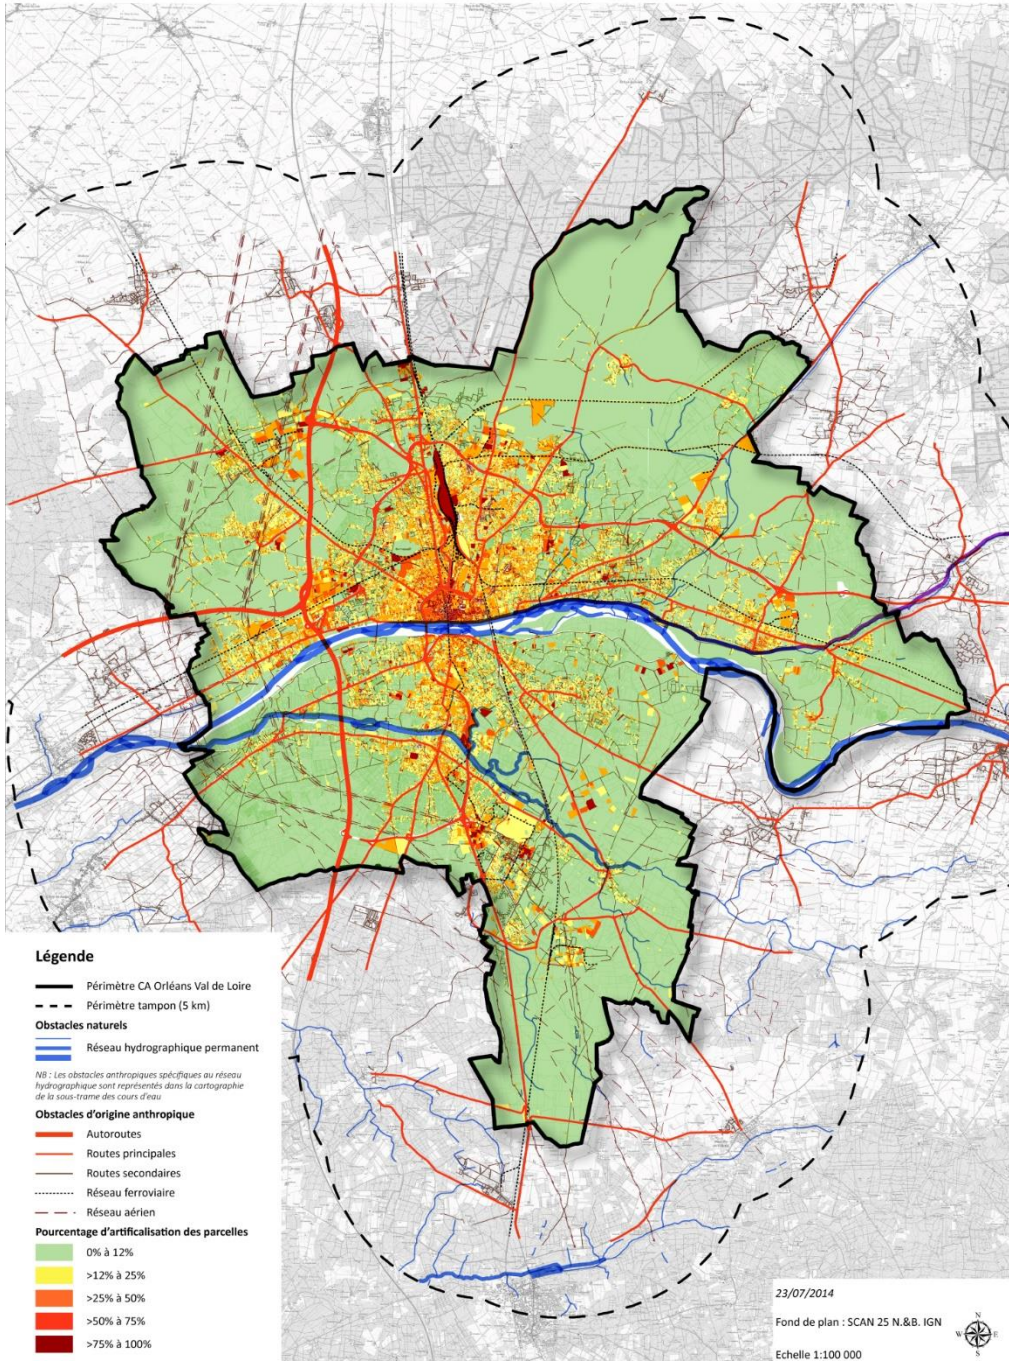 Légende
Périmètre CA Orléans Val de Loire
Périmètre tampon (5 km)
Obstacles naturels
Réseau hydrographique permanent
NB : Les obstacles anthropiques spécifiques au réseau
hydrographique sont représentés dans la cartographie
de la sous-trame des cours d'eau
Obstacles d'origine anthropique
Autoroutes
Routes principales
Routes secondaires
Réseau ferroviaire
Réseau aérien
Pourcentage d'artificalisation des parcelles
0% à 12%
>12% à 25%
>25% à 50%
>50% à 75%
>75% à 100%
23/07/2014
Fond de plan : SCAN 25 N.&B. IGN
Echelle 1:100 000
N
W E
S